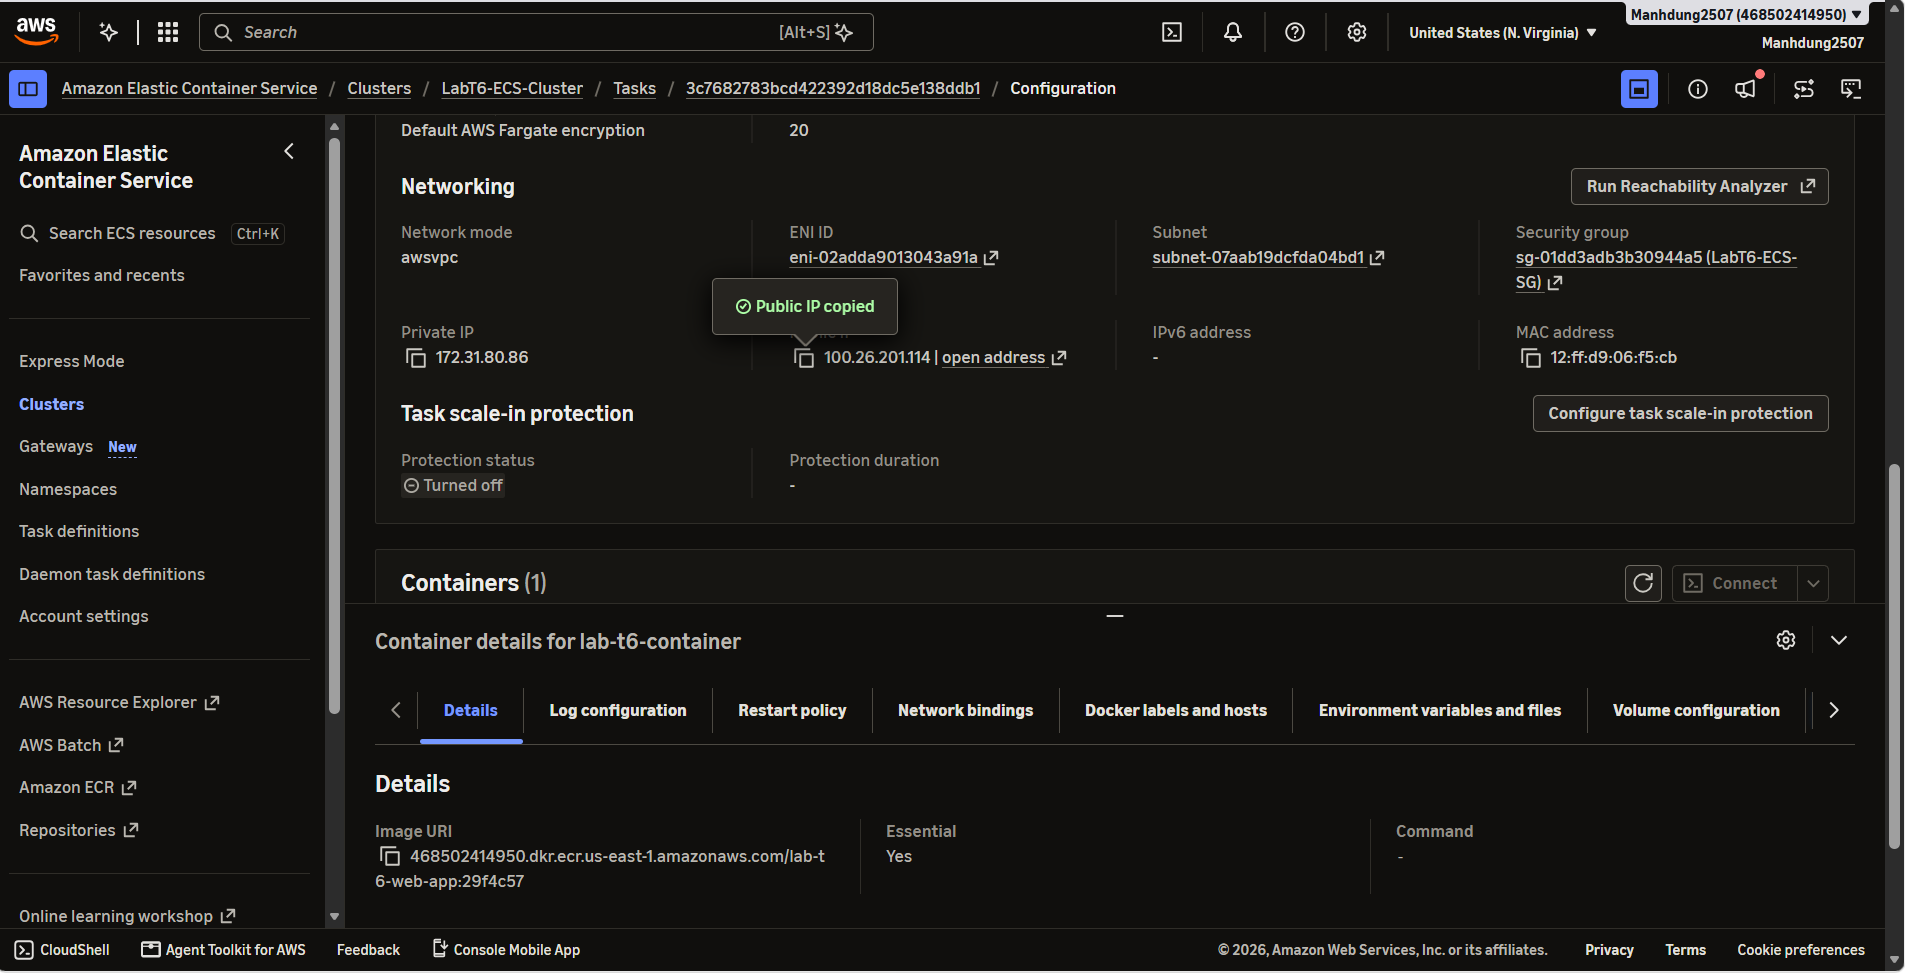 aws
Search
[Alt+S]
United States (N. Virginia) ▼
Manhdung2507 (468502414950) ▼
Manhdung2507
Amazon Elastic Container Service / Clusters / LabT6-ECS-Cluster / Tasks / 3c7682783bcd422392d18dc5e138ddb1 / Configuration
Amazon Elastic
Container Service
Search ECS resources
Ctrl+K
Favorites and recents
Express Mode
Clusters
Gateways New
Namespaces
Task definitions
Daemon task definitions
Account settings
AWS Resource Explorer
AWS Batch
Amazon ECR
Repositories
Online learning workshop
Default AWS Fargate encryption
20
Networking
Run Reachability Analyzer
Network mode
awsvpc
ENI ID
eni-02adda9013043a91a
Subnet
subnet-07aab19dcfda04bd1
Security group
sg-01dd3adb3b30944a5 (LabT6-ECS-
SG)
Public IP copied
Private IP
172.31.80.86
100.26.201.114 | open address
IPv6 address
-
MAC address
12:ff:d9:06:f5:cb
Task scale-in protection
Configure task scale-in protection
Protection status
Turned off
Protection duration
-
Containers (1)
Connect
Container details for lab-t6-container
Details
Log configuration
Restart policy
Network bindings
Docker labels and hosts
Environment variables and files
Volume configuration
Details
Image URI
468502414950.dkr.ecr.us-east-1.amazonaws.com/lab-t
6-web-app:29f4c57
Essential
Yes
Command
-
CloudShell
Agent Toolkit for AWS
Feedback
Console Mobile App
© 2026, Amazon Web Services, Inc. or its affiliates.
Privacy
Terms
Cookie preferences